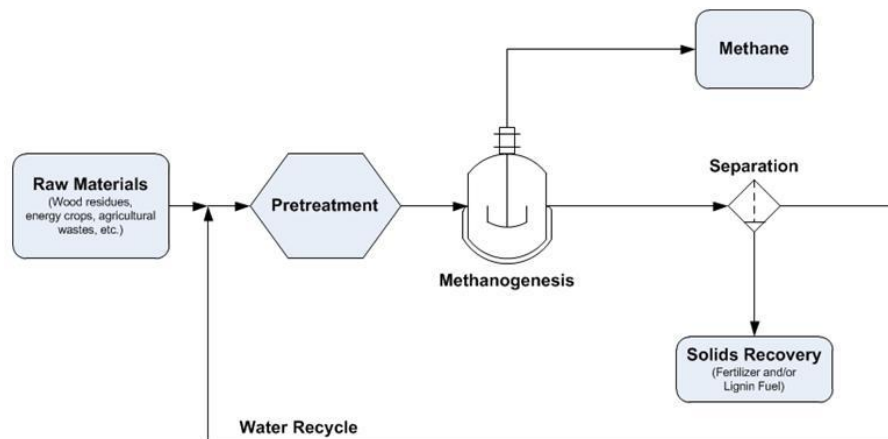 Methane
Separation
Raw Materials
(Wood residues,
energy crops, agricultural
wastes, etc.)
Pretreatment
Methanogenesis
Solids Recovery
(Fertilizer and/or
Lignin Fuel)
Water Recycle